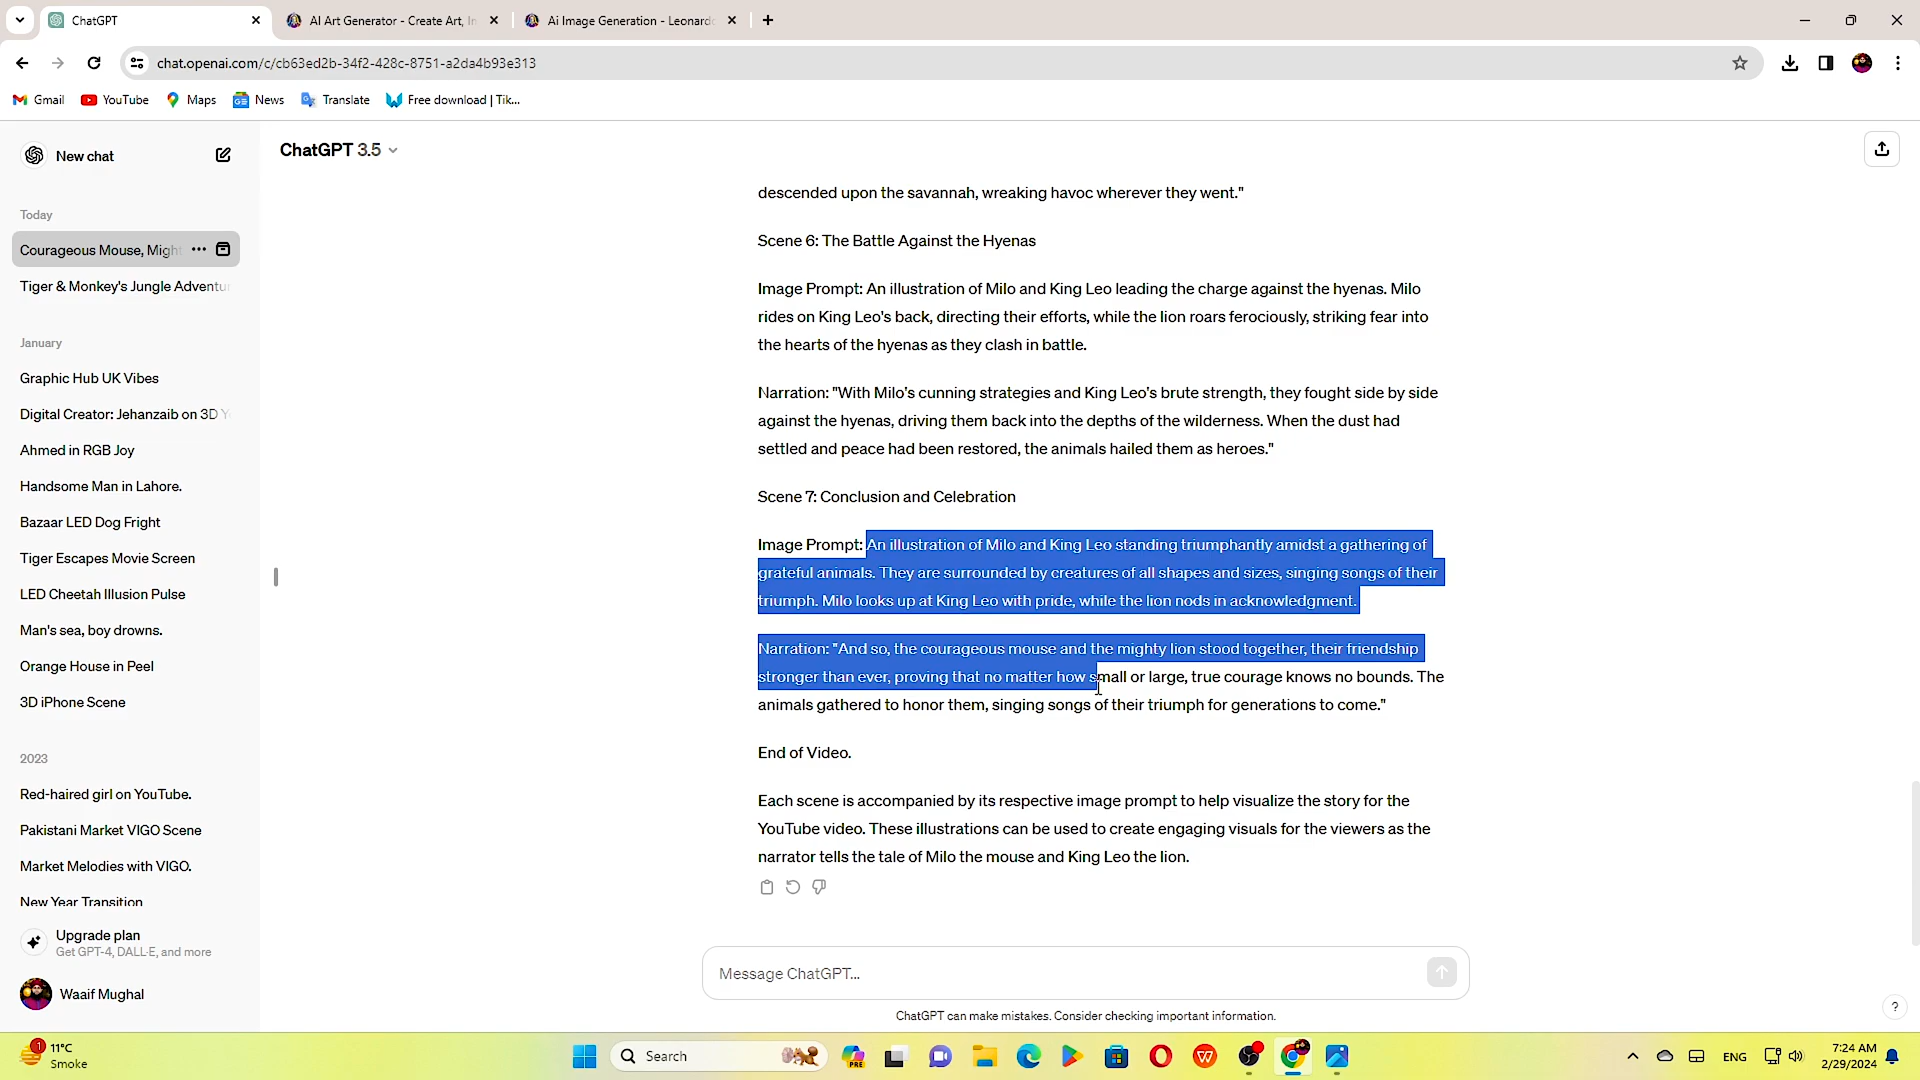 ChatGPT
AI Art Generator - Create Art, In
Ai Image Generation - Leonardo
chat.openai.com/c/cb63ed2b-34f2-428c-8751-a2da4b93e313
Gmail
YouTube
Maps
News
Translate
Free download | Tik...
New chat
ChatGPT 3.5
Today
Courageous Mouse, Might
Tiger & Monkey's Jungle Adventur
January
Graphic Hub UK Vibes
Digital Creator: Jehanzaib on 3D Y
Ahmed in RGB Joy
Handsome Man in Lahore.
Bazaar LED Dog Fright
Tiger Escapes Movie Screen
LED Cheetah Illusion Pulse
Man's sea, boy drowns.
Orange House in Peel
3D iPhone Scene
2023
Red-haired girl on YouTube.
Pakistani Market VIGO Scene
Market Melodies with VIGO.
New Year Transition
Upgrade plan
Get GPT-4, DALL·E, and more
Waaif Mughal
descended upon the savannah, wreaking havoc wherever they went."
Scene 6: The Battle Against the Hyenas
Image Prompt: An illustration of Milo and King Leo leading the charge against the hyenas. Milo
rides on King Leo's back, directing their efforts, while the lion roars ferociously, striking fear into
the hearts of the hyenas as they clash in battle.
Narration: "With Milo's cunning strategies and King Leo's brute strength, they fought side by side
against the hyenas, driving them back into the depths of the wilderness. When the dust had
settled and peace had been restored, the animals hailed them as heroes."
Scene 7: Conclusion and Celebration
Image Prompt: An illustration of Milo and King Leo standing triumphantly amidst a gathering of
grateful animals. They are surrounded by creatures of all shapes and sizes, singing songs of their
triumph. Milo looks up at King Leo with pride, while the lion nods in acknowledgment.
Narration: "And so, the courageous mouse and the mighty lion stood together, their friendship
stronger than ever, proving that no matter how small or large, true courage knows no bounds. The
animals gathered to honor them, singing songs of their triumph for generations to come."
End of Video.
Each scene is accompanied by its respective image prompt to help visualize the story for the
YouTube video. These illustrations can be used to create engaging visuals for the viewers as the
narrator tells the tale of Milo the mouse and King Leo the lion.
Message ChatGPT...
ChatGPT can make mistakes. Consider checking important information.
?
1
11°C
Smoke
Search
PRE
ENG
7:24 AM
2/29/2024